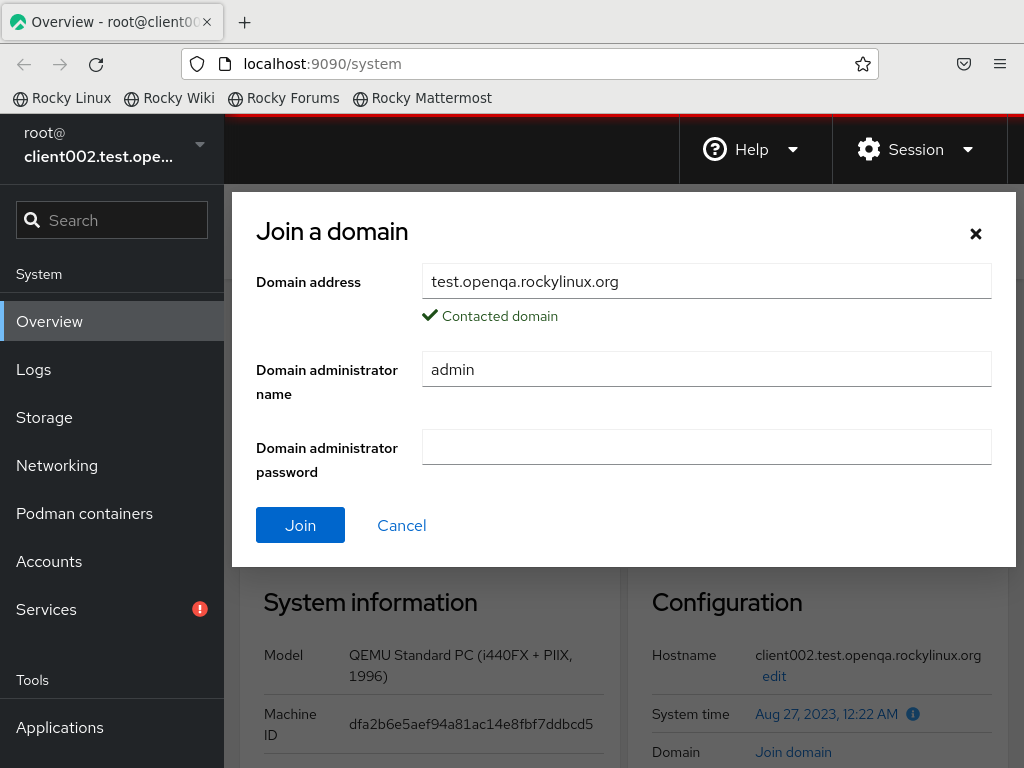 Overview - root@client00
localhost:9090/system
Rocky Linux
Rocky Wiki
Rocky Forums
Rocky Mattermost
root@
client002.test.ope...
Help
Session
Search
System
Overview
Logs
Storage
Networking
Podman containers
Accounts
Services
Tools
Applications
Join a domain
Domain address
test.openqa.rockylinux.org
Contacted domain
Domain administrator
name
admin
Domain administrator
password
Join
Cancel
System information
Model
QEMU Standard PC (i440FX + PIIX,
1996)
Machine
ID
dfa2b6e5aef94a81ac14e8fbf7ddbcd5
Configuration
Hostname
client002.test.openqa.rockylinux.org
edit
System time
Aug 27, 2023, 12:22 AM
Domain
Join domain